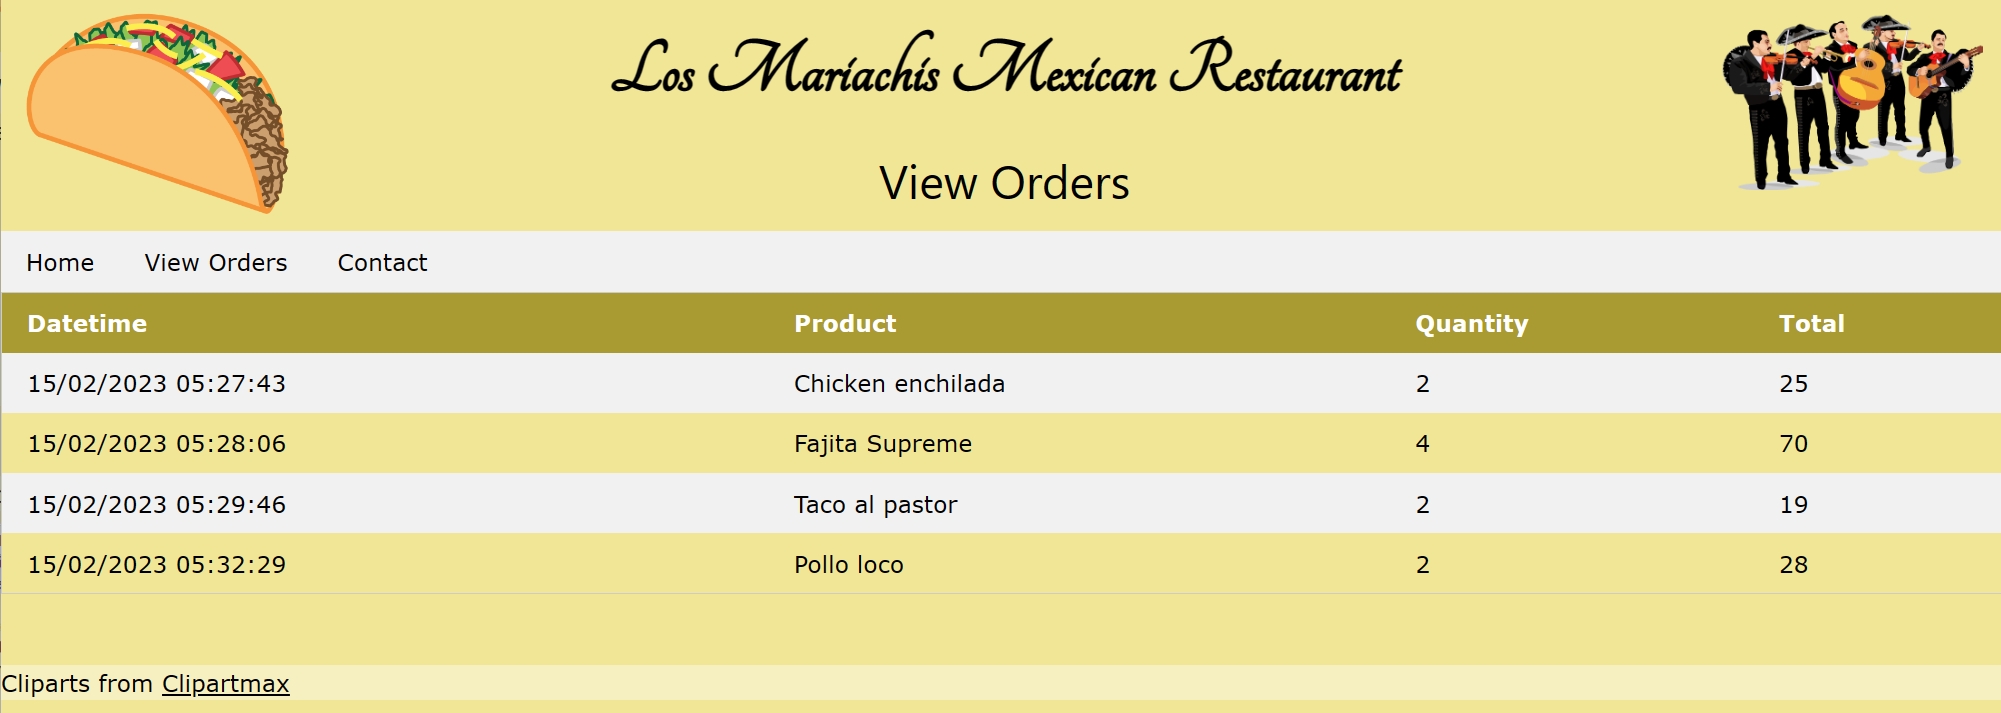 Los Mariachis Mexican Restaurant
View Orders
Home View Orders Contact
Datetime Product Quantity Total
15/02/2023 05:27:43 Chicken enchilada 2 25
15/02/2023 05:28:06 Fajita Supreme 4 70
15/02/2023 05:29:46 Taco al pastor 2 19
15/02/2023 05:32:29 Pollo loco 2 28
Cliparts from Clipartmax